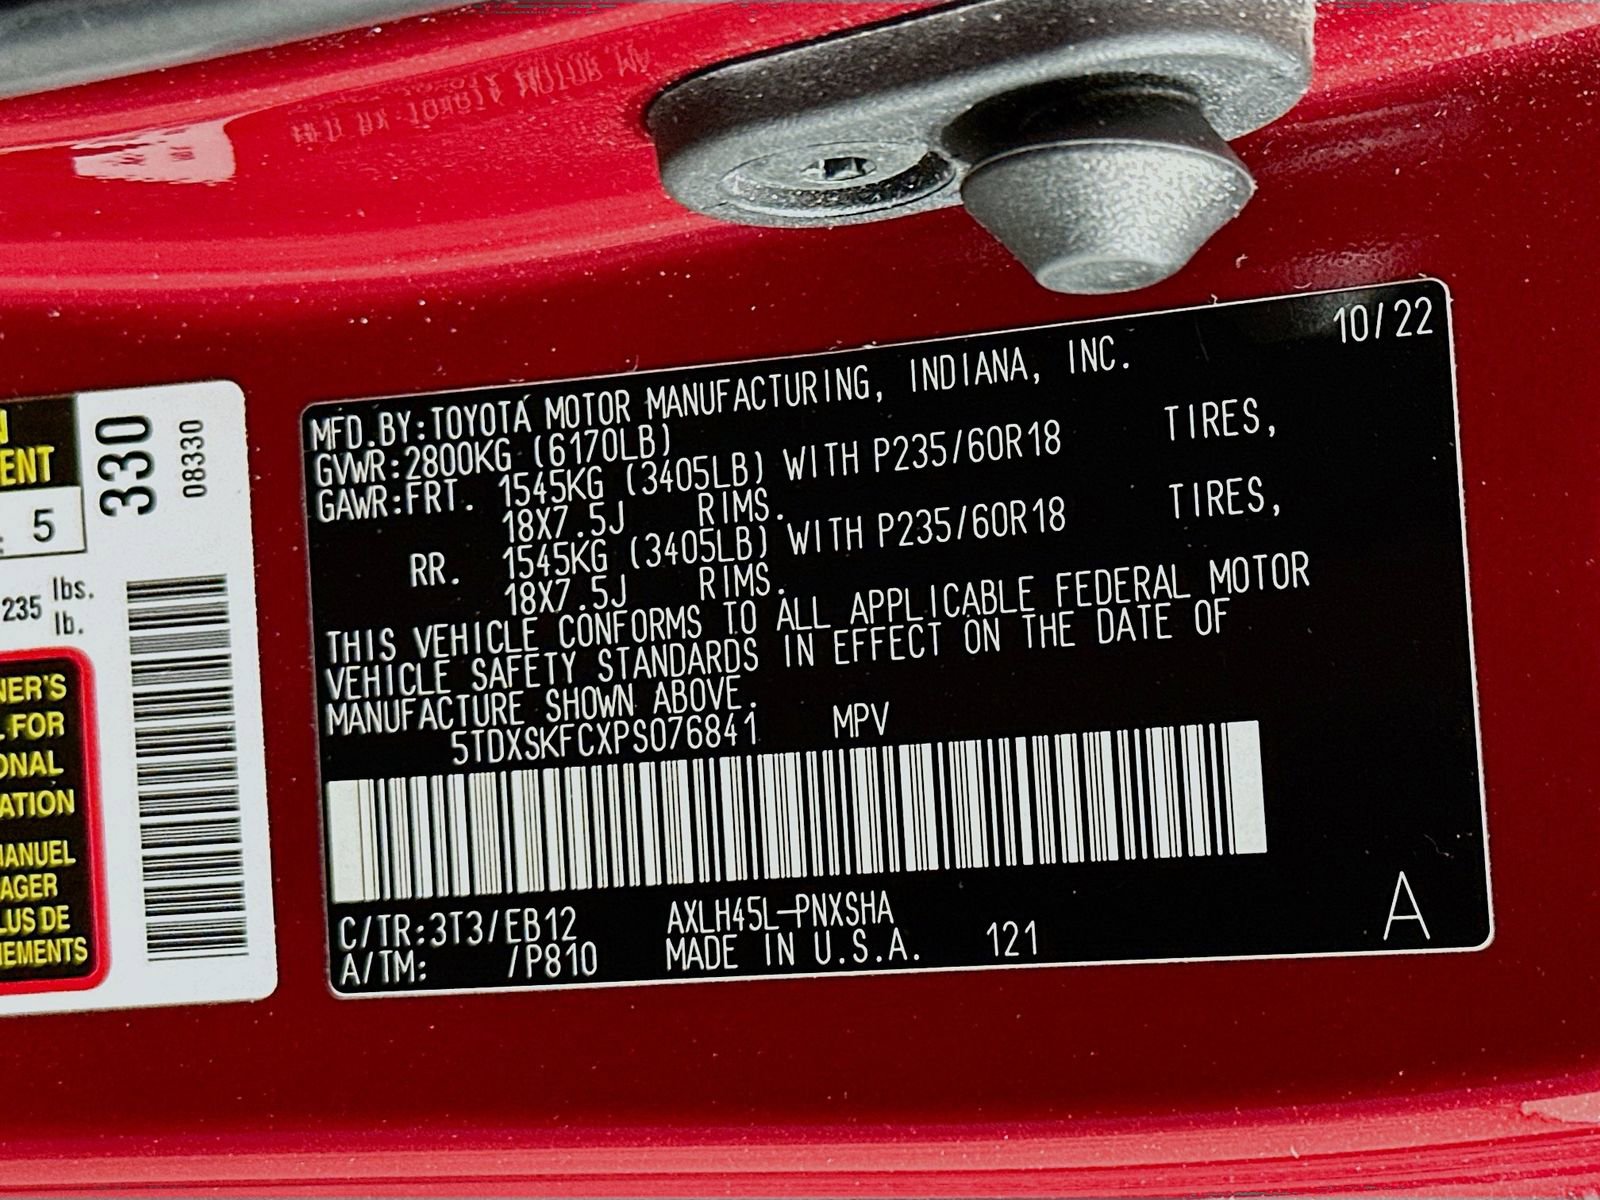 10/22
MFD.BY:TOYOTA MOTOR MANUFACTURING, INDIANA, INC.
GVWR:2800KG (6170LB)
GAWR:FRT. 1545KG (3405LB) WITH P235/60R18 TIRES,
18X7.5J RIMS.
RR. 1545KG (3405LB) WITH P235/60R18 TIRES,
18X7.5J RIMS.
THIS VEHICLE CONFORMS TO ALL APPLICABLE FEDERAL MOTOR
VEHICLE SAFETY STANDARDS IN EFFECT ON THE DATE OF
MANUFACTURE SHOWN ABOVE.
5TDXSKFCXPS076841 MPV
C/TR:3T3/EB12 AXLH45L-PNXSHA
A/TM: /P810 MADE IN U.S.A. 121
A
N
ENT
5
235 lbs.
lb.
330
08330
NER'S
L FOR
ONAL
ATION
MANUEL
AGER
LUS DE
NEMENTS